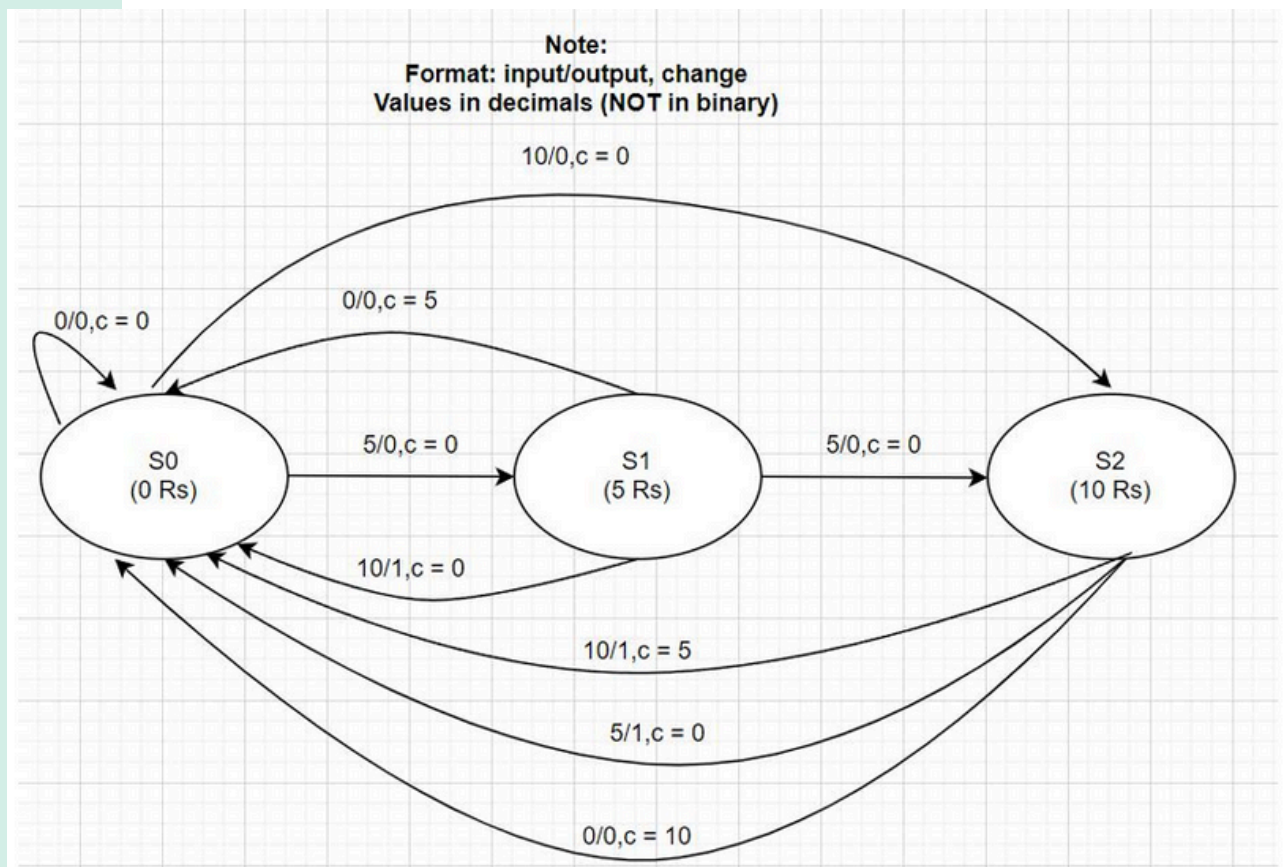 Note:
Format: input/output, change
Values in decimals (NOT in binary)
10/0,c = 0
0/0,c = 5
0/0,c = 0
5/0,c = 0
5/0,c = 0
S0
(0 Rs)
S1
(5 Rs)
S2
(10 Rs)
10/1,c = 0
10/1,c = 5
5/1,c = 0
0/0,c = 10